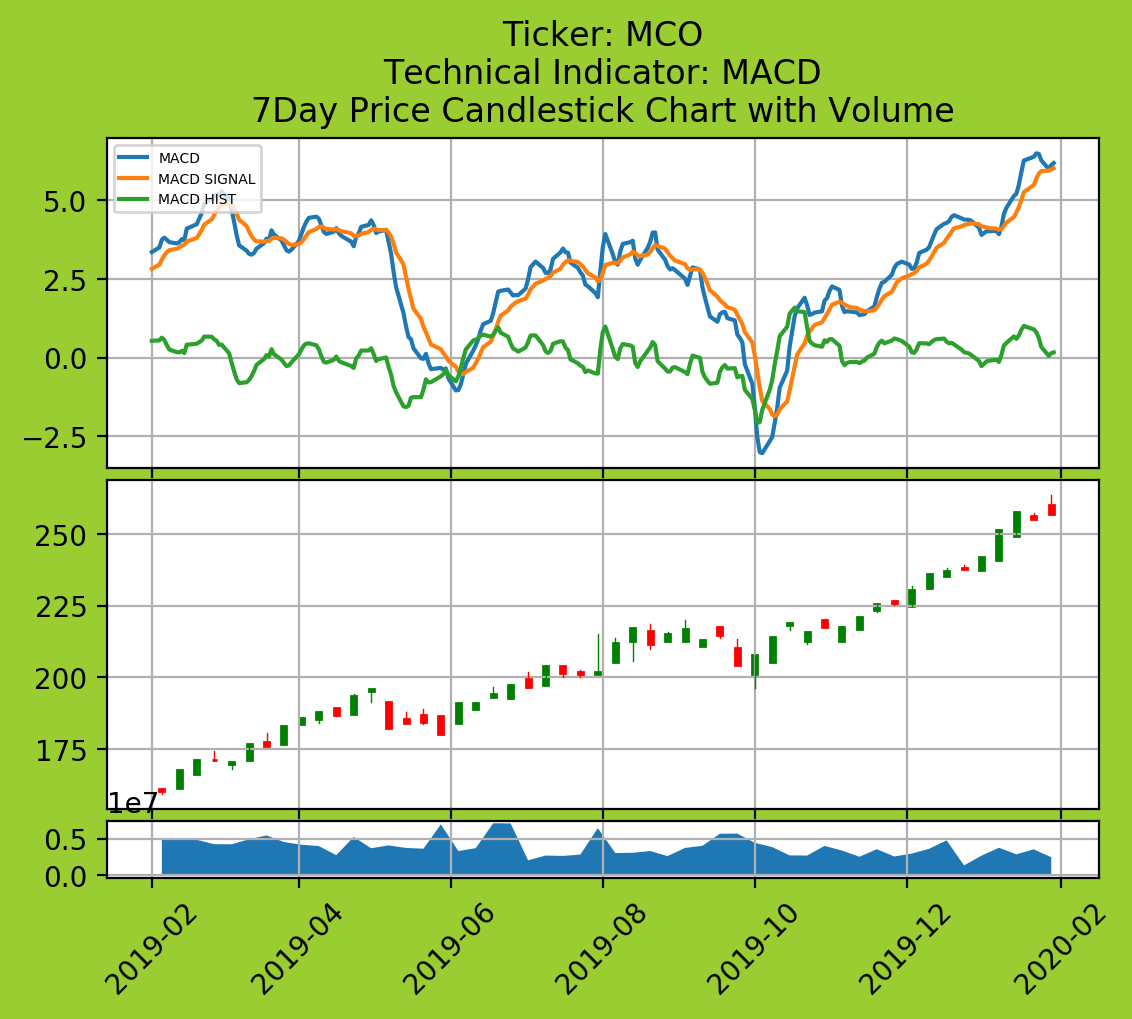 Ticker: MCO
Technical Indicator: MACD
7Day Price Candlestick Chart with Volume
MACD
MACD SIGNAL
MACD HIST
5.0
2.5
0.0
−2.5
250
225
200
175
1e7
0.5
0.0
2019-02
2019-04
2019-06
2019-08
2019-10
2019-12
2020-02